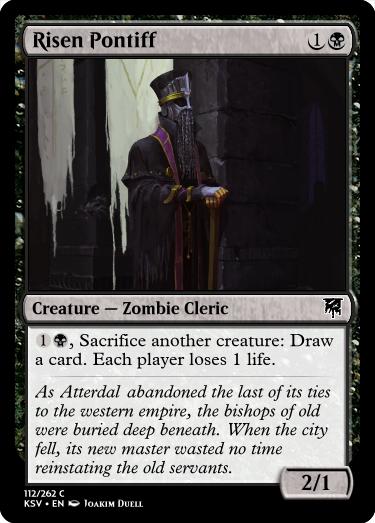 Risen Pontiff 1
Creature — Zombie Cleric
1, Sacrifice another creature: Draw
a card. Each player loses 1 life.
As Atterdal abandoned the last of its ties
to the western empire, the bishops of old
were buried deep beneath. When the city
fell, its new master wasted no time
reinstating the old servants.
2/1
112/262 C
KSV • EN Joakim Duell